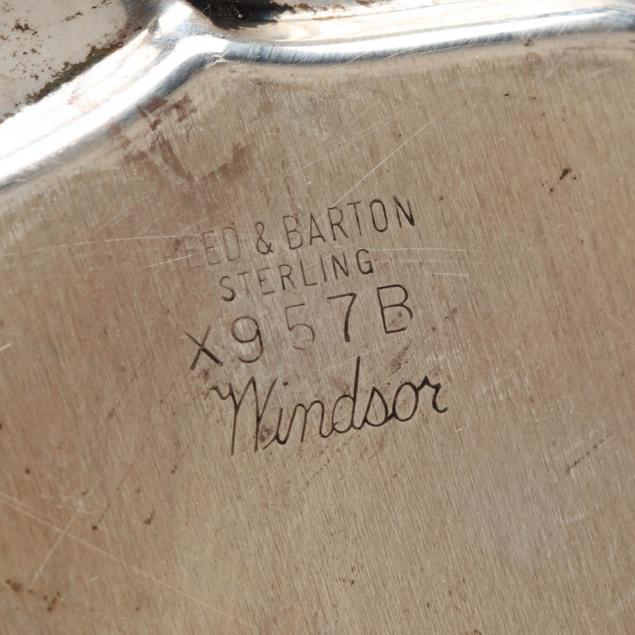 EED & BARTON
STERLING
X957B
Windsor